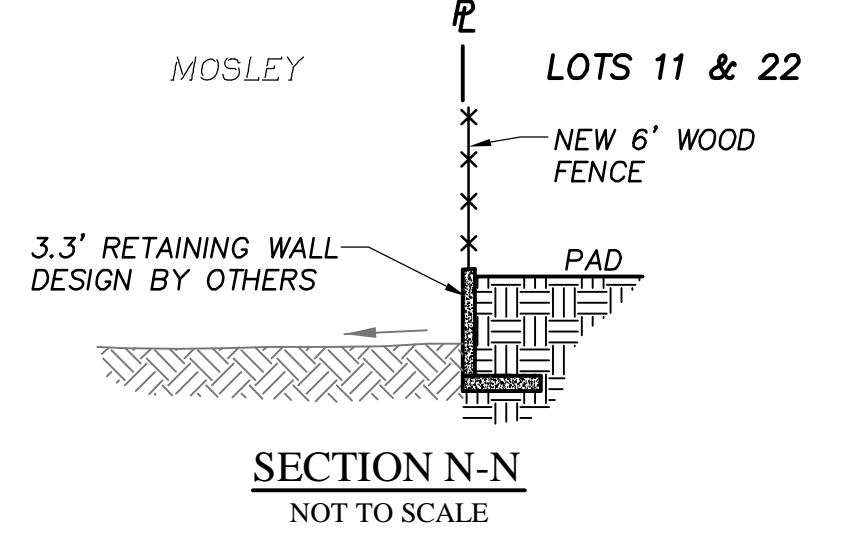 PL
MOSLEY
LOTS 11 & 22
NEW 6' WOOD
FENCE
3.3' RETAINING WALL
DESIGN BY OTHERS
PAD
SECTION N-N
NOT TO SCALE